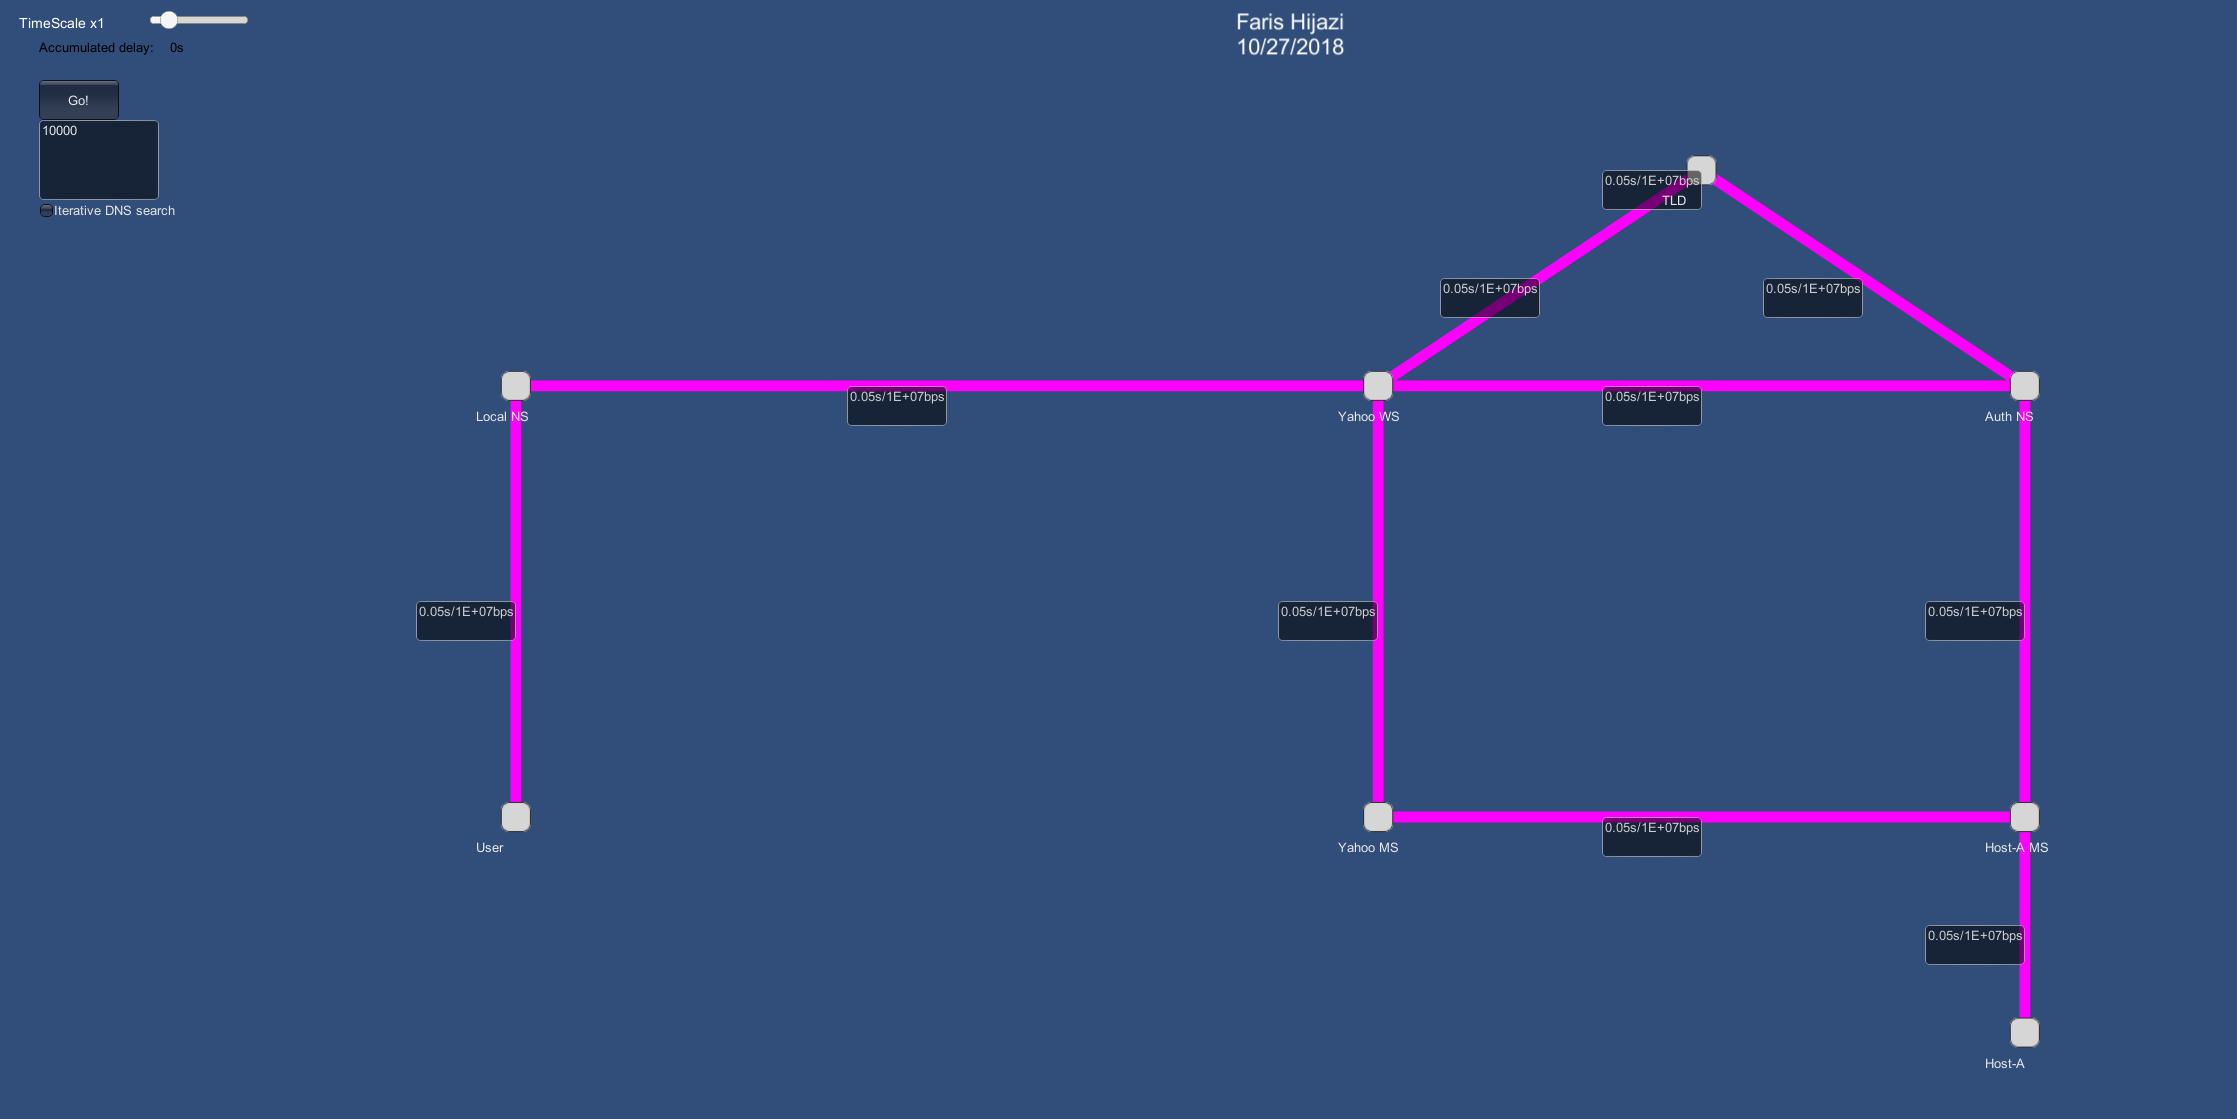 TimeScale x1
Faris Hijazi
10/27/2018
Accumulated delay: 0s
Go!
10000
Iterative DNS search
0.05s/1E+07bps
TLD
0.05s/1E+07bps
0.05s/1E+07bps
0.05s/1E+07bps
0.05s/1E+07bps
Local NS
Yahoo WS
Auth NS
0.05s/1E+07bps
0.05s/1E+07bps
0.05s/1E+07bps
0.05s/1E+07bps
User
Yahoo MS
Host-A MS
0.05s/1E+07bps
Host-A